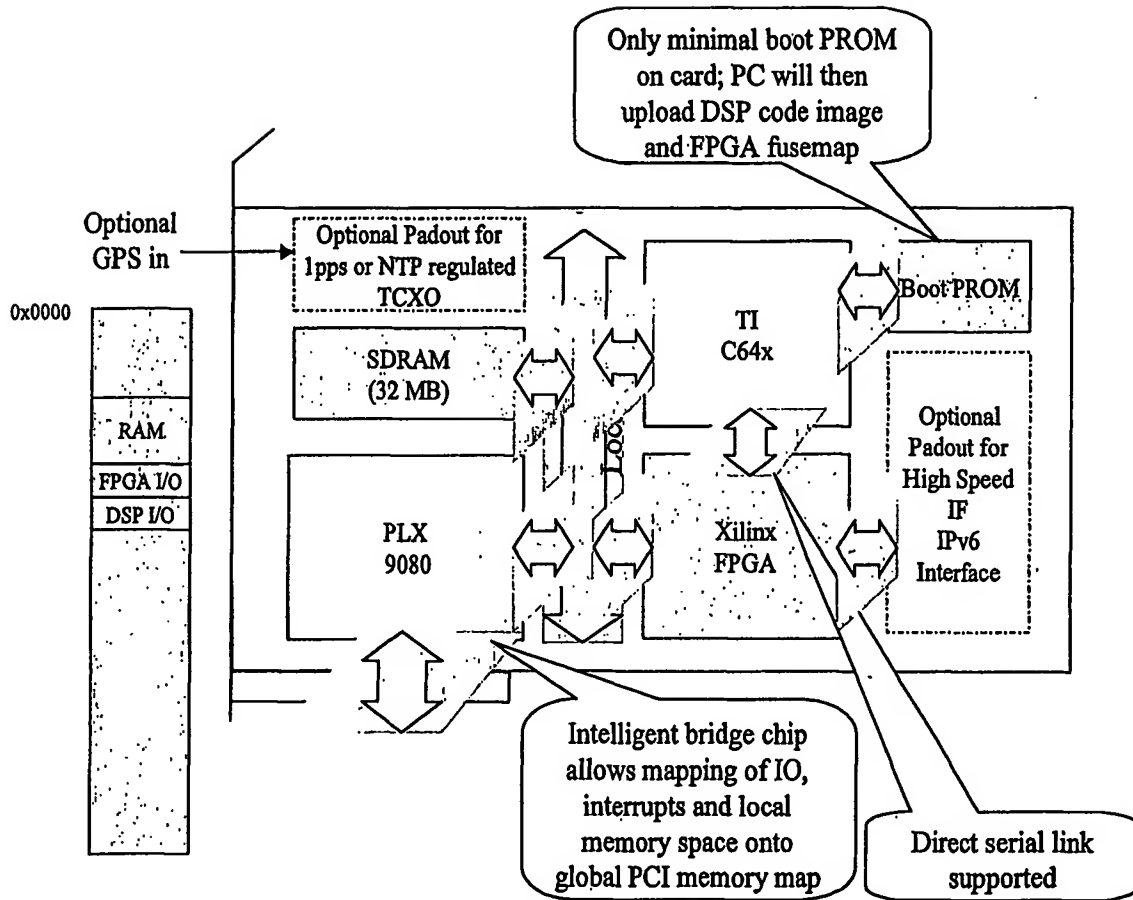 Only minimal boot PROM
on card; PC will then
upload DSP code image
and FPGA fusemap
Optional
GPS in
Optional Padout for
1pps or NTP regulated
TCXO
0x0000
SDRAM
(32 MB)
TI
C64x
Boot PROM
RAM
FPGA I/O
DSP I/O
PLX
9080
Xilinx
FPGA
Optional
Padout for
High Speed
IF
IPv6
Interface
Intelligent bridge chip
allows mapping of IO,
interrupts and local
memory space onto
global PCI memory map
Direct serial link
supported